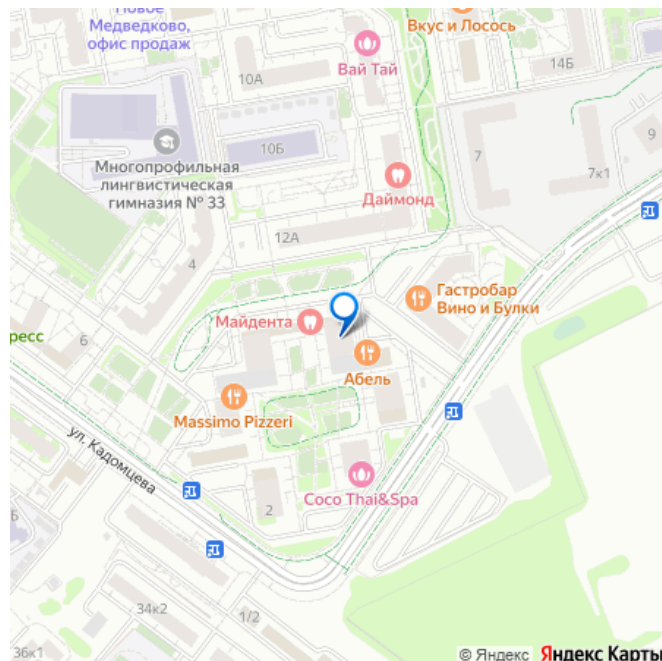 Новое
Медведково,
офис продаж
Вкус и Лосось
Вай Тай
10А
14Б
9
10Б
7
7к1
Многопрофильная
лингвистическая
гимназия № 33
Даймонд
12А
4
Гастробар
Вино и Булки
Майдента
ресс
6
Абель
Massimo Pizzeri
ул. Кадомцева
Coco Thai&Spa
2
Б
34к2
1/2
36к1
© Яндекс Яндекс Карты